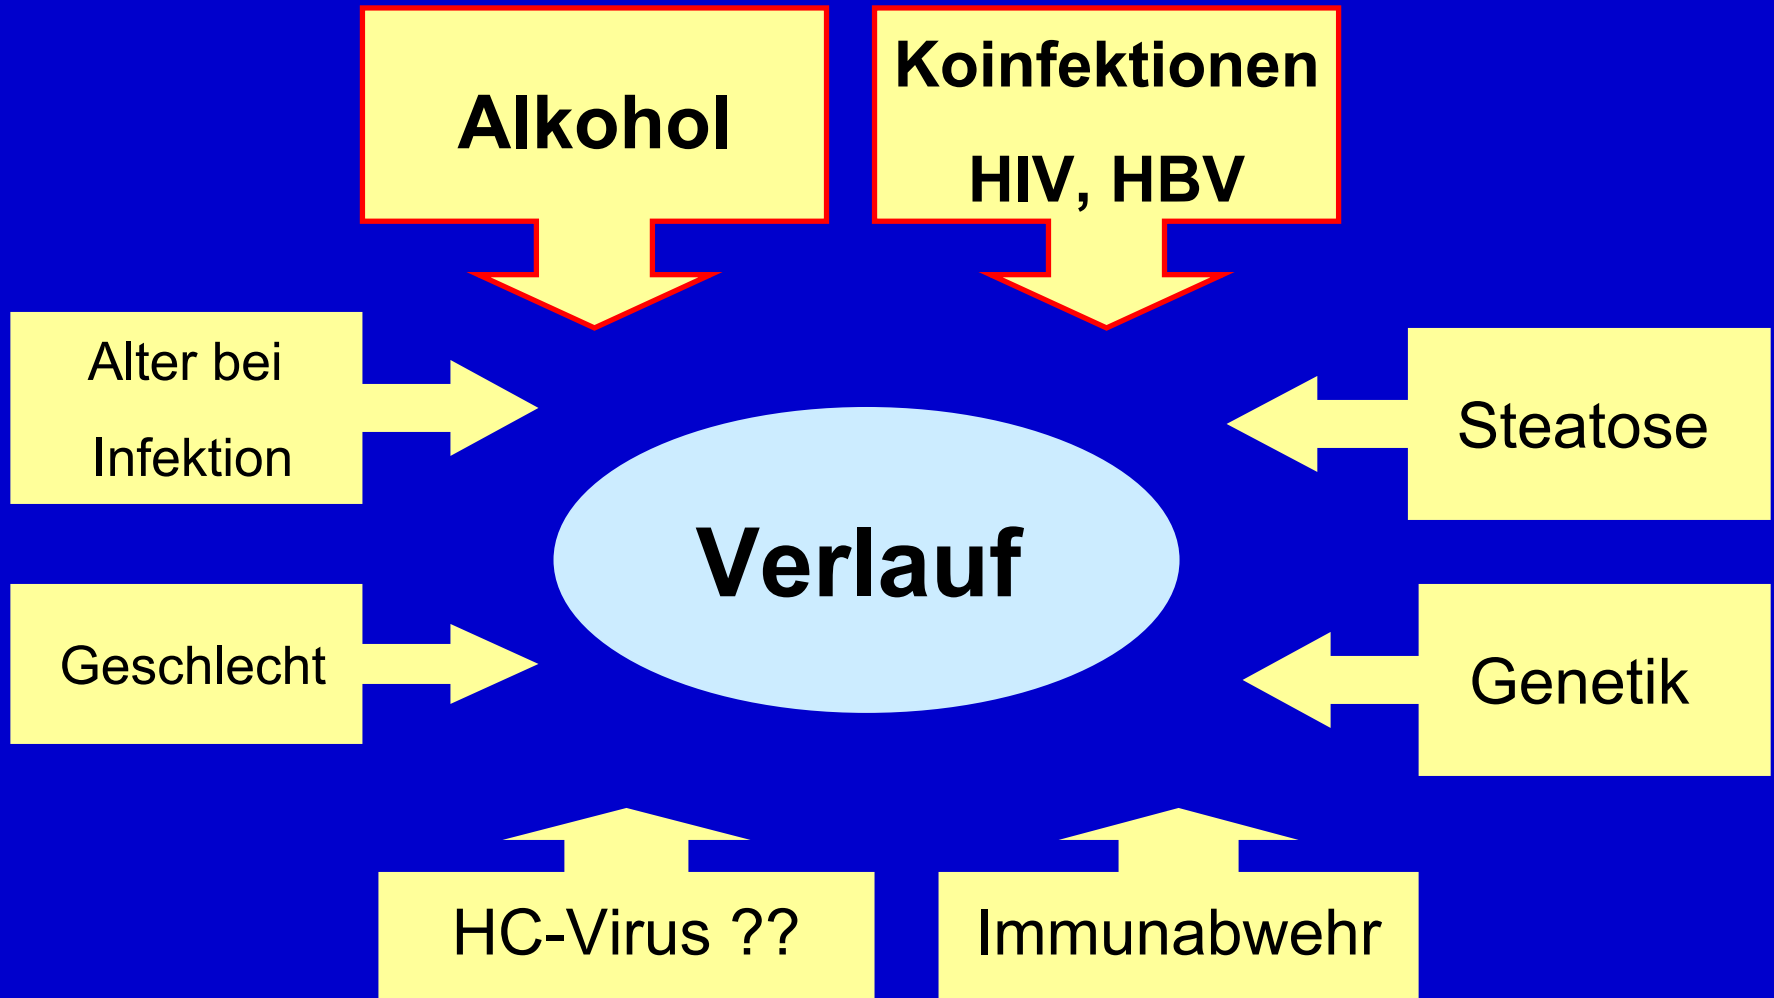 Alkohol
Koinfektionen
HIV, HBV
Alter bei
Infektion
Steatose
Verlauf
Geschlecht
Genetik
HC-Virus ??
Immunabwehr